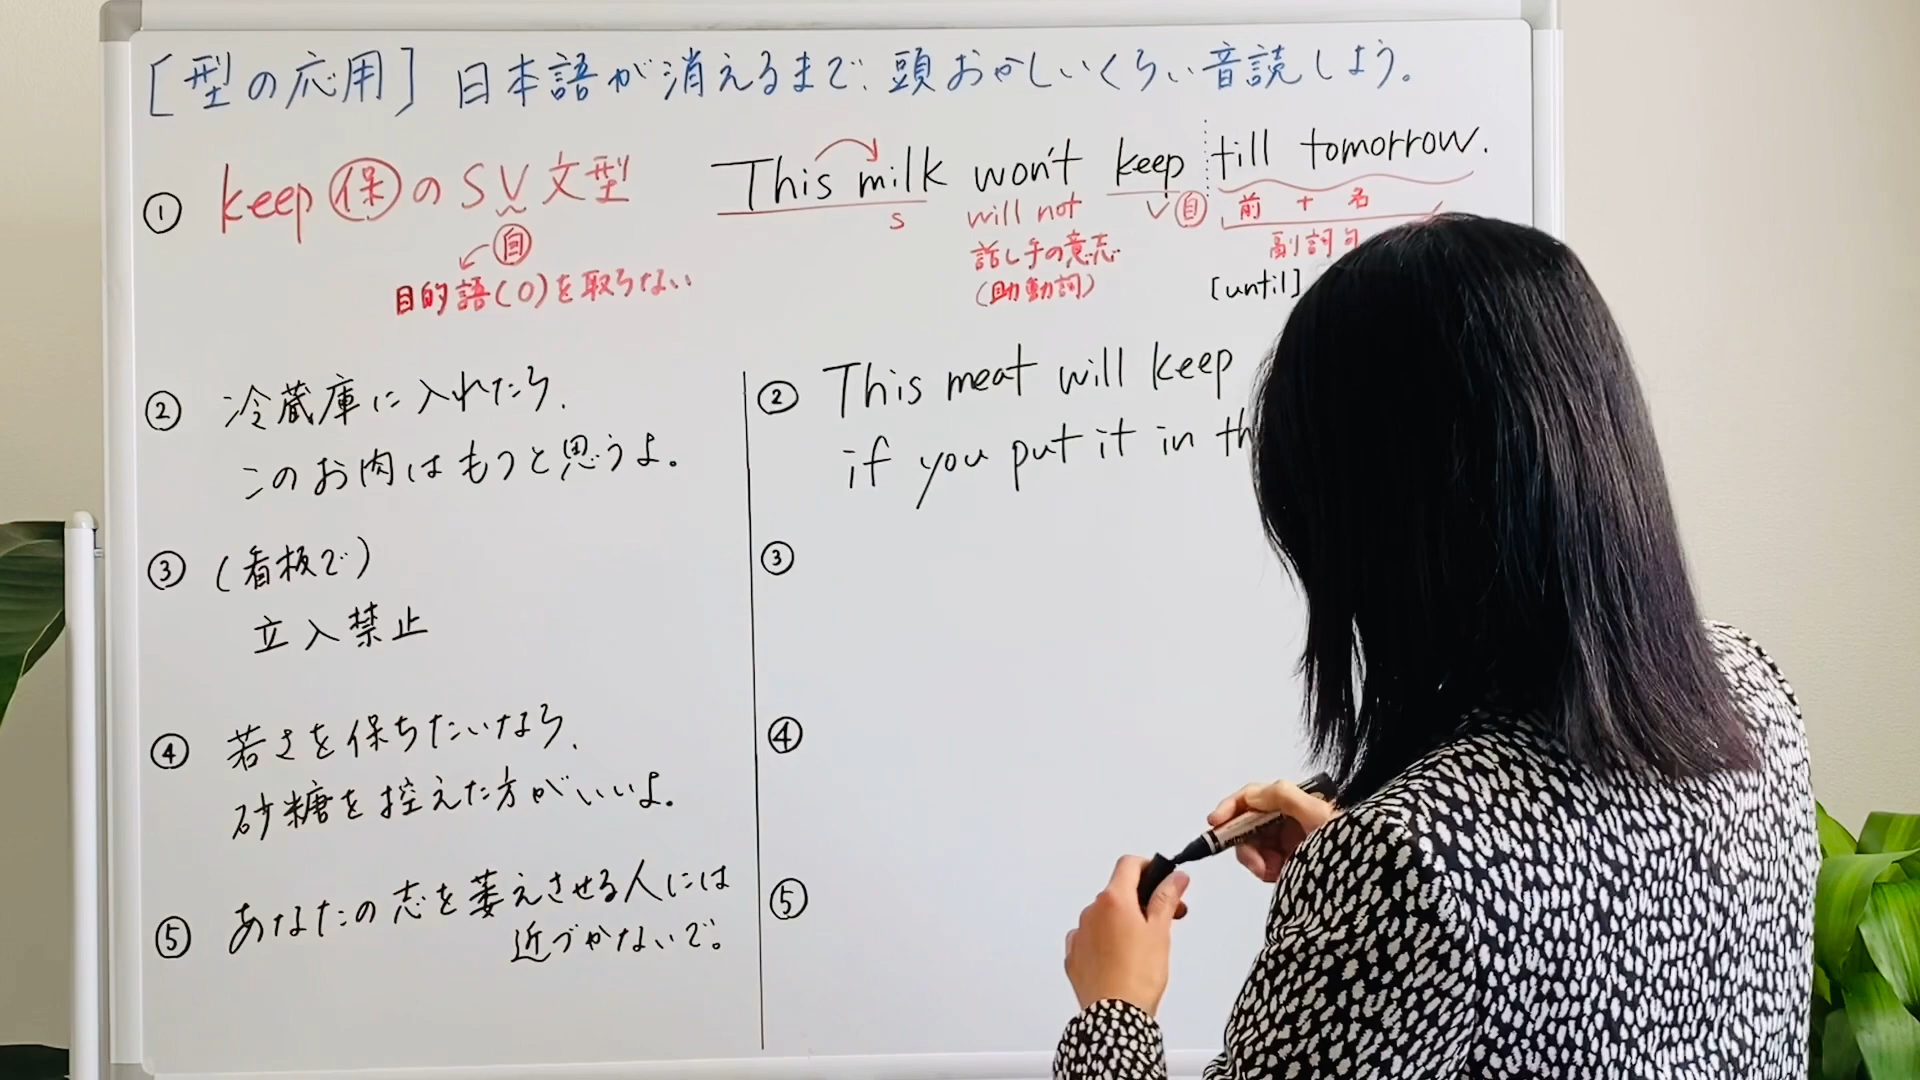 [型の応用] 日本語が消えるまで、頭おかしいくらい音読しよう。
① keep 保 の SV 文型
自
目的語(O)を取らない
This milk won't keep till tomorrow.
S
will not
V 自
前 + 名
話し手の意志
(助動詞)
副詞句
[until]
② 冷蔵庫に入れたら、
このお肉はもつと思うよ。
③ (看板で)
立入禁止
④ 若さを保ちたいなら、
砂糖を控えた方がいいよ。
⑤ あなたの志を萎えさせる人には
近づかないで。
② This meat will keep
if you put it in
③
④
⑤